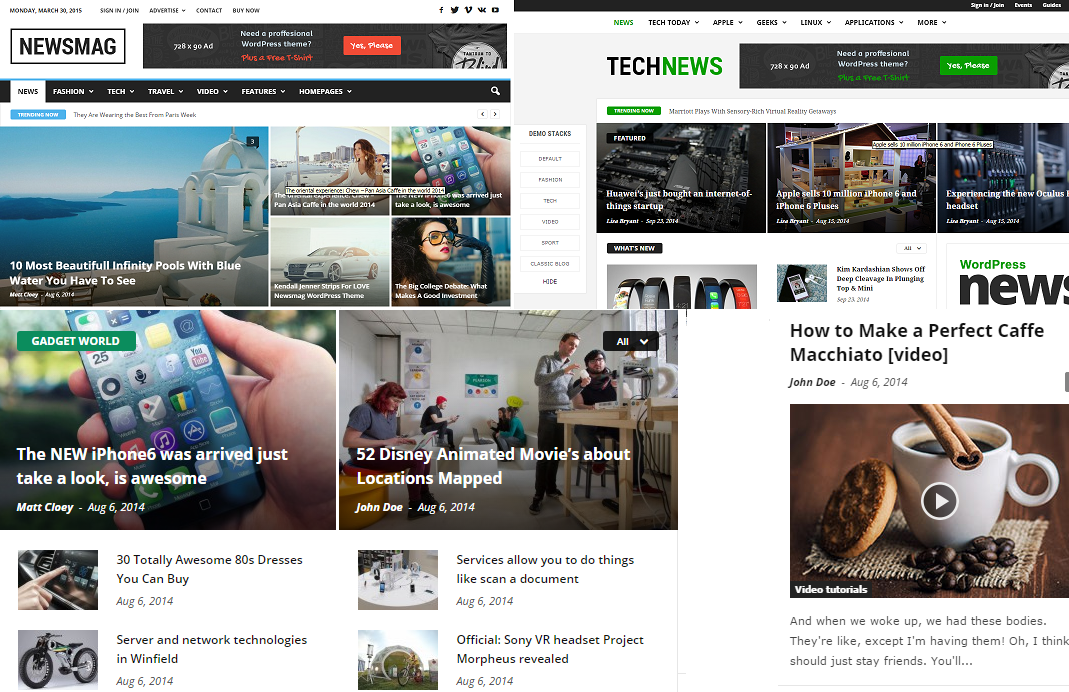 MONDAY, MARCH 30, 2015 SIGN IN / JOIN ADVERTISE CONTACT BUY NOW
NEWSMAG
728 x 90 Ad
Need a proffesional
WordPress theme?
Plus a Free T-Shirt
Yes, Please
NEWS FASHION TECH TRAVEL VIDEO FEATURES HOMEPAGES
TRENDING NOW They Are Wearing the Best From Paris Week
3
10 Most Beautifull Infinity Pools With Blue
Water You Have To See
Matt Cloey - Aug 6, 2014
The oriental experience: Chew – Pan Asia Caffe in the world 2014
Pan Asia Caffe in the world 2014
The NEW iPhone6 was arrived just
take a look, is awesome
Kendall Jenner Strips For LOVE
Newsmag WordPress Theme
The Big College Debate: What
Makes A Good Investment
Sign in / Join Events Guides
NEWS TECH TODAY APPLE GEEKS LINUX APPLICATIONS MORE
TECHNEWS
728 x 90 Ad
Need a proffesional
WordPress theme?
Plus a Free T-Shirt
Yes, Please
TRENDING NOW Marriott Plays With Sensory-Rich Virtual Reality Getaways
DEMO STACKS
DEFAULT
FASHION
TECH
VIDEO
SPORT
CLASSIC BLOG
HIDE
FEATURED
Huawei's just bought an internet-of-
things startup
Lisa Bryant - Sep 23, 2014
Apple sells 10 million iPhone 6 and iPhone 6 Pluses
Apple sells 10 million iPhone 6 and
iPhone 6 Pluses
Lisa Bryant - Aug 15, 2014
Experiencing the new Oculus
headset
Lisa Bryant - Aug 15, 2014
WHAT'S NEW
All
Kim Kardashian Shows Off
Deep Cleavage In Plunging
Top & Mini
Sep 23, 2014
WordPress
news
GADGET WORLD
The NEW iPhone6 was arrived just
take a look, is awesome
Matt Cloey - Aug 6, 2014
All
52 Disney Animated Movie's about
Locations Mapped
John Doe - Aug 6, 2014
30 Totally Awesome 80s Dresses
You Can Buy
Aug 6, 2014
Services allow you to do things
like scan a document
Aug 6, 2014
Server and network technologies
in Winfield
Aug 6, 2014
Official: Sony VR headset Project
Morpheus revealed
Aug 6, 2014
How to Make a Perfect Caffe
Macchiato [video]
John Doe - Aug 6, 2014
Video tutorials
And when we woke up, we had these bodies.
They're like, except I'm having them! Oh, I think
should just stay friends. You'll...